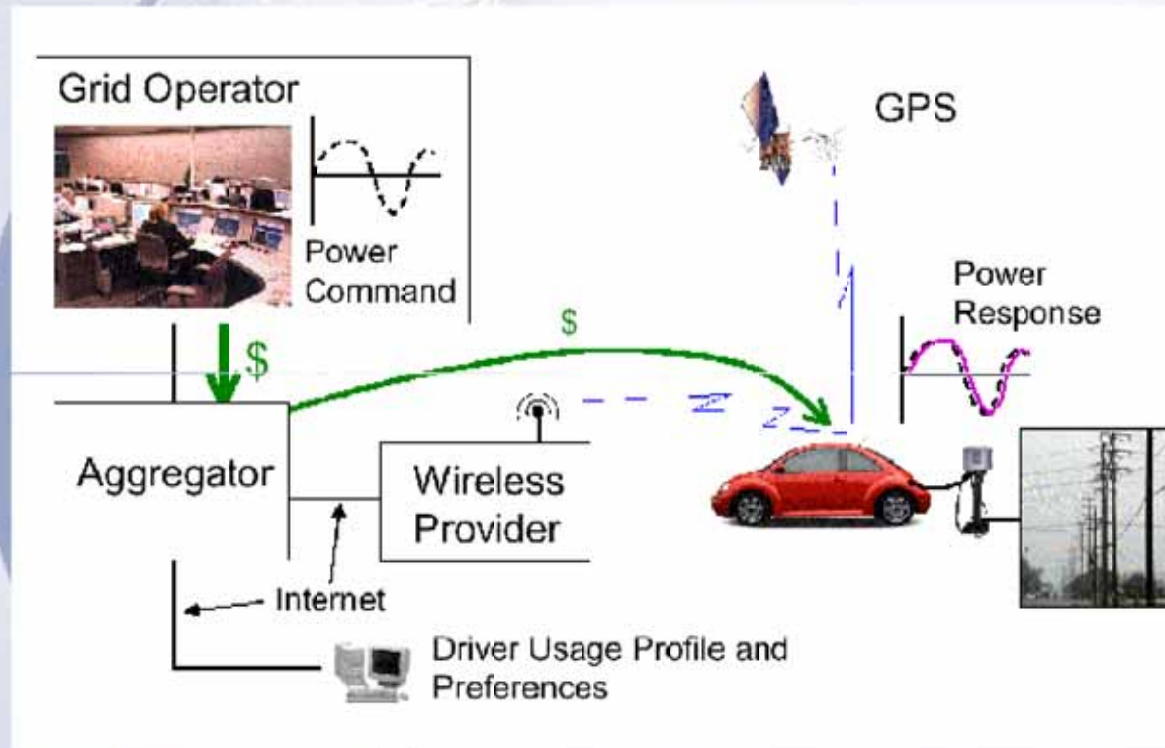 Grid Operator
Power
Command
GPS
Power
Response
$
$
Aggregator
Wireless
Provider
Internet
Driver Usage Profile and
Preferences